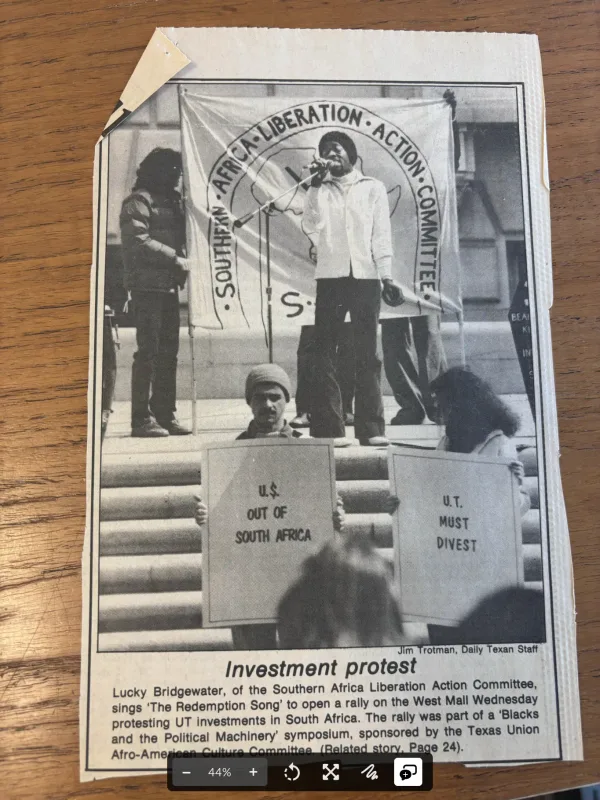 • SOUTHERN • AFRICA • LIBERATION • ACTION • COMMITTEE •
S.
BEA
K
IN
U.$.
OUT OF
SOUTH AFRICA
U.T.
MUST
DIVEST
Jim Trotman, Daily Texan Staff
Investment protest
Lucky Bridgewater, of the Southern Africa Liberation Action Committee,
sings 'The Redemption Song' to open a rally on the West Mall Wednesday
protesting UT investments in South Africa. The rally was part of a 'Blacks
and the Political Machinery' symposium, sponsored by the Texas Union
Afro-American Culture Committee. (Related story, Page 24).
44%